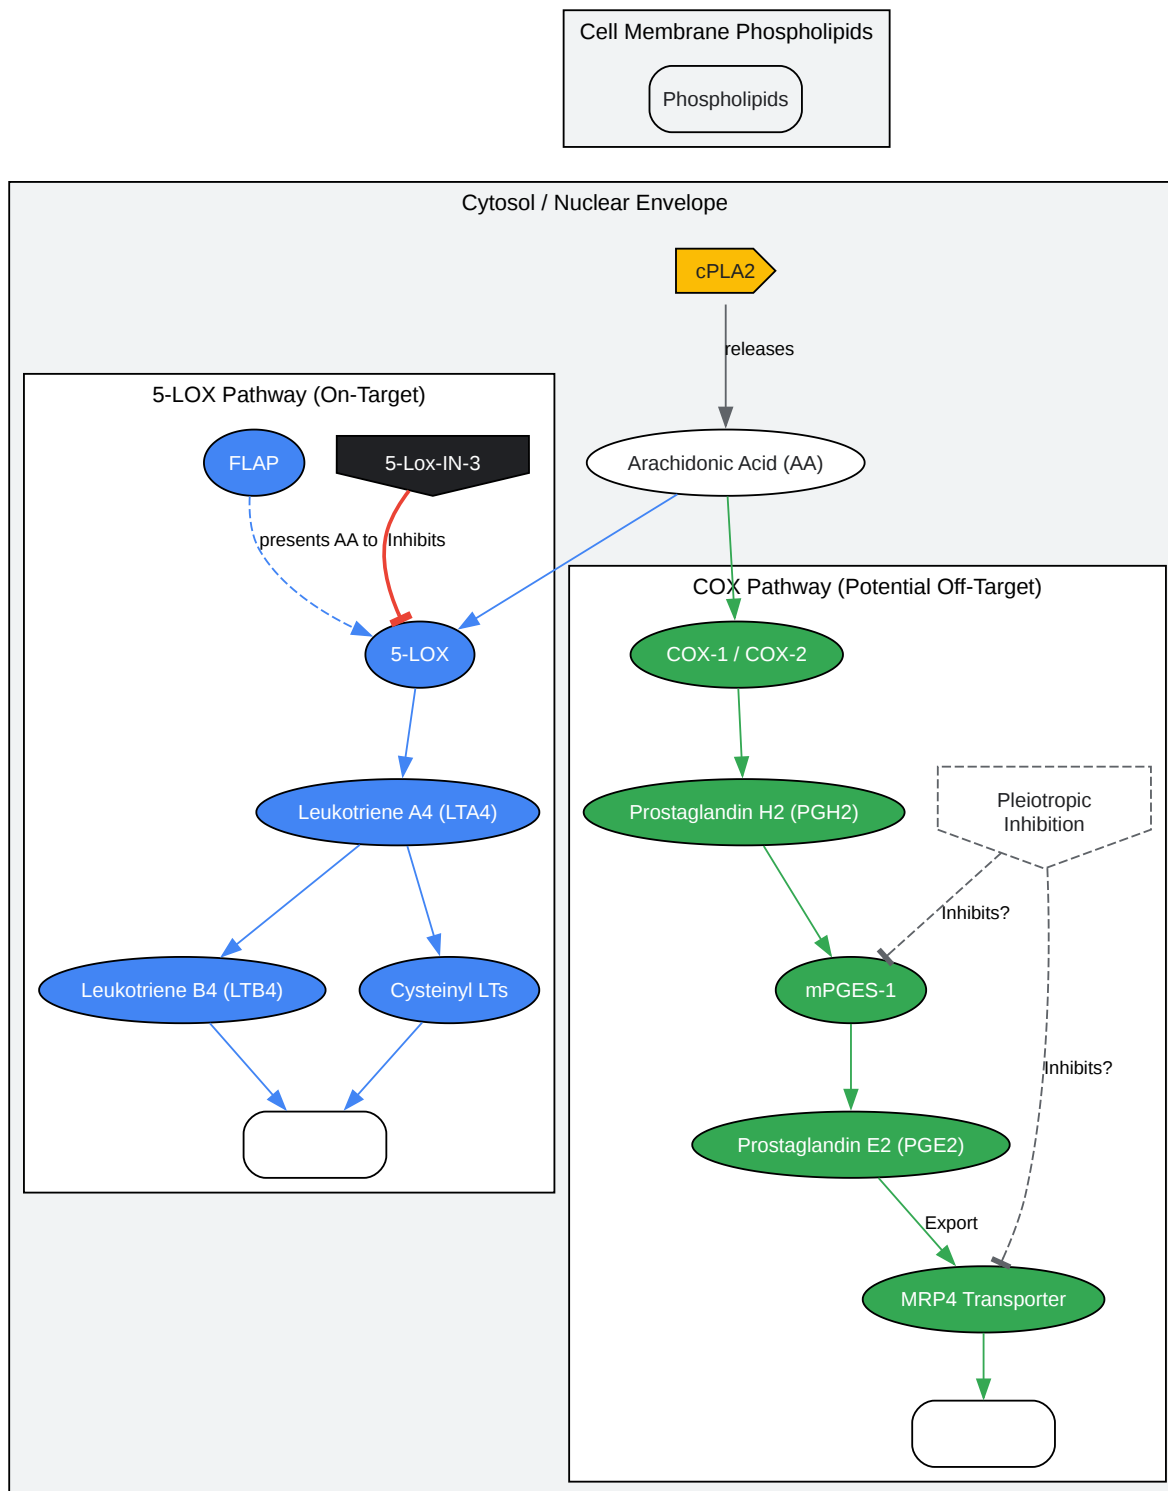 Cell Membrane Phospholipids
Phospholipids
Cytosol / Nuclear Envelope
cPLA2
releases
5-LOX Pathway (On-Target)
FLAP
5-Lox-IN-3
Arachidonic Acid (AA)
presents AA to
Inhibits
COX Pathway (Potential Off-Target)
5-LOX
COX-1 / COX-2
Leukotriene A4 (LTA4)
Prostaglandin H2 (PGH2)
Pleiotropic
Inhibition
Inhibits?
Leukotriene B4 (LTB4)
Cysteinyl LTs
mPGES-1
Inhibits?
Prostaglandin E2 (PGE2)
Export
MRP4 Transporter